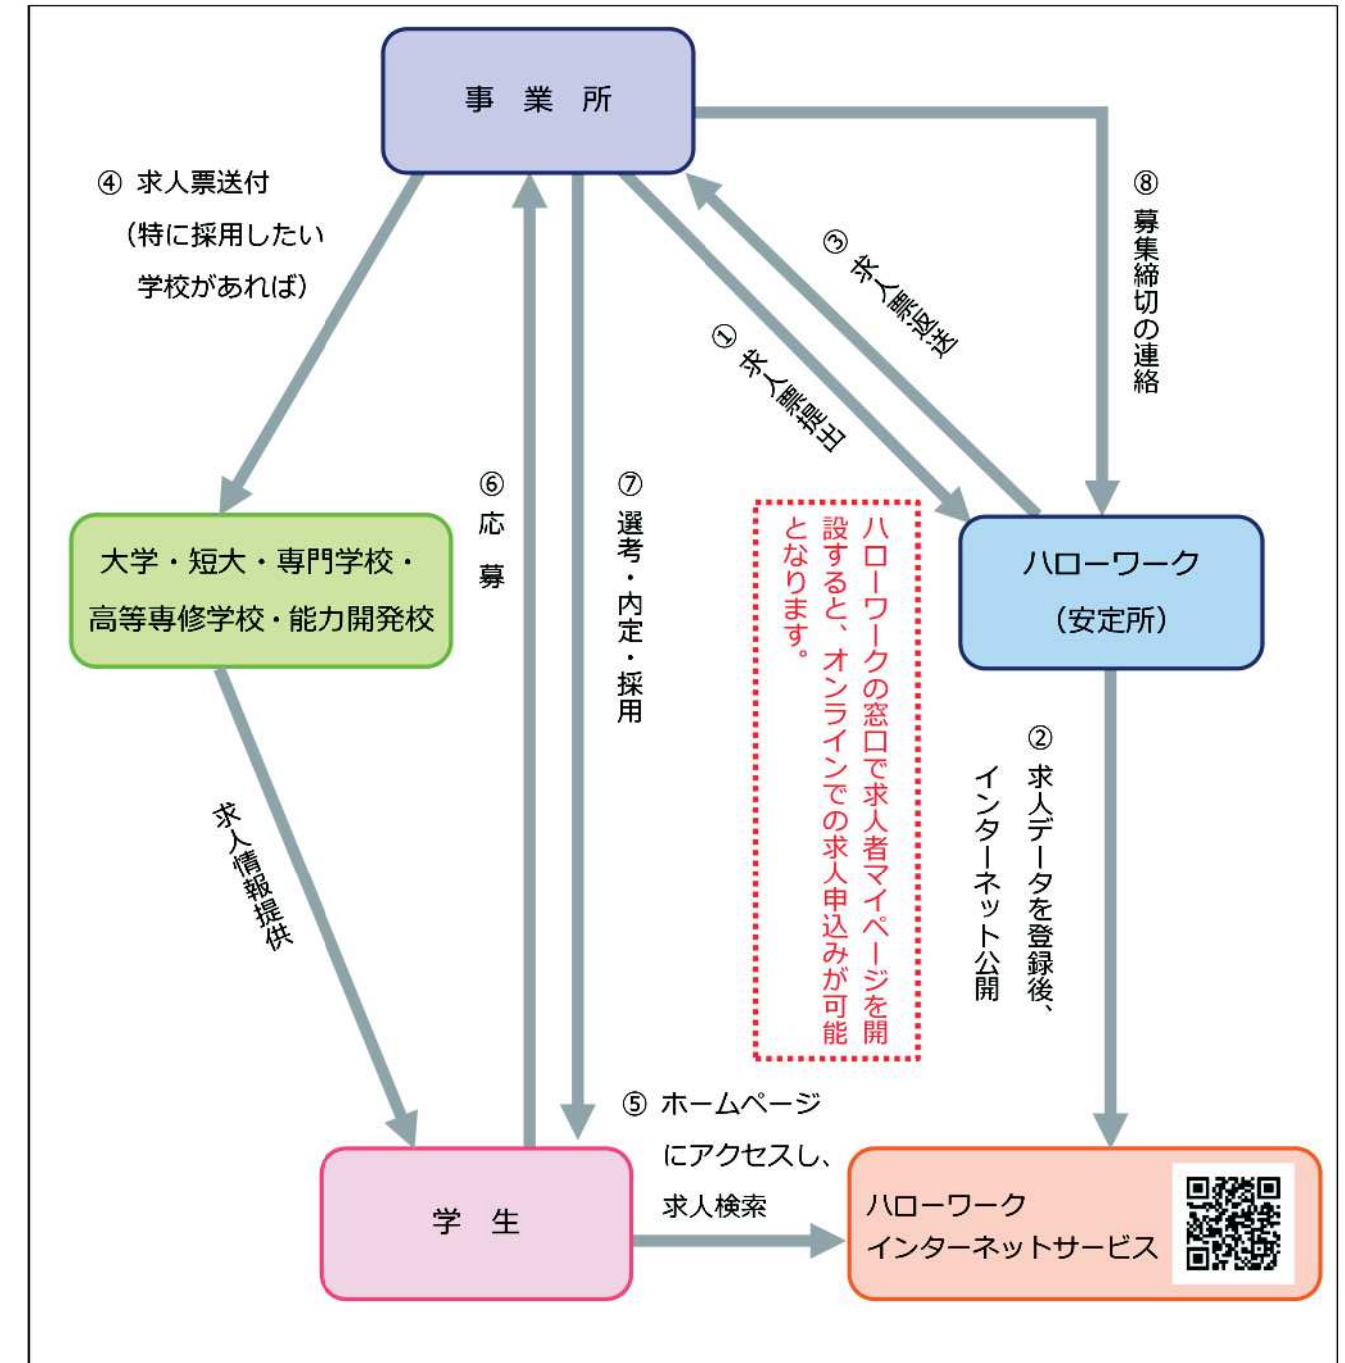 事　業　所
④ 求人票送付
（特に採用したい
学校があれば）
⑧ 募集締切の連絡
③ 求人票返送
① 求人票提出
⑥ 応　募
⑦ 選考・内定・採用
大学・短大・専門学校・
高等専修学校・能力開発校
ハローワーク
（安定所）
ハローワークの窓口で求人者マイページを開
設すると、オンラインでの求人申込みが可能
となります。
② 求人データを登録後、
インターネット公開
求人情報提供
⑤ ホームページ
にアクセスし、
求人検索
学　生
ハローワーク
インターネットサービス